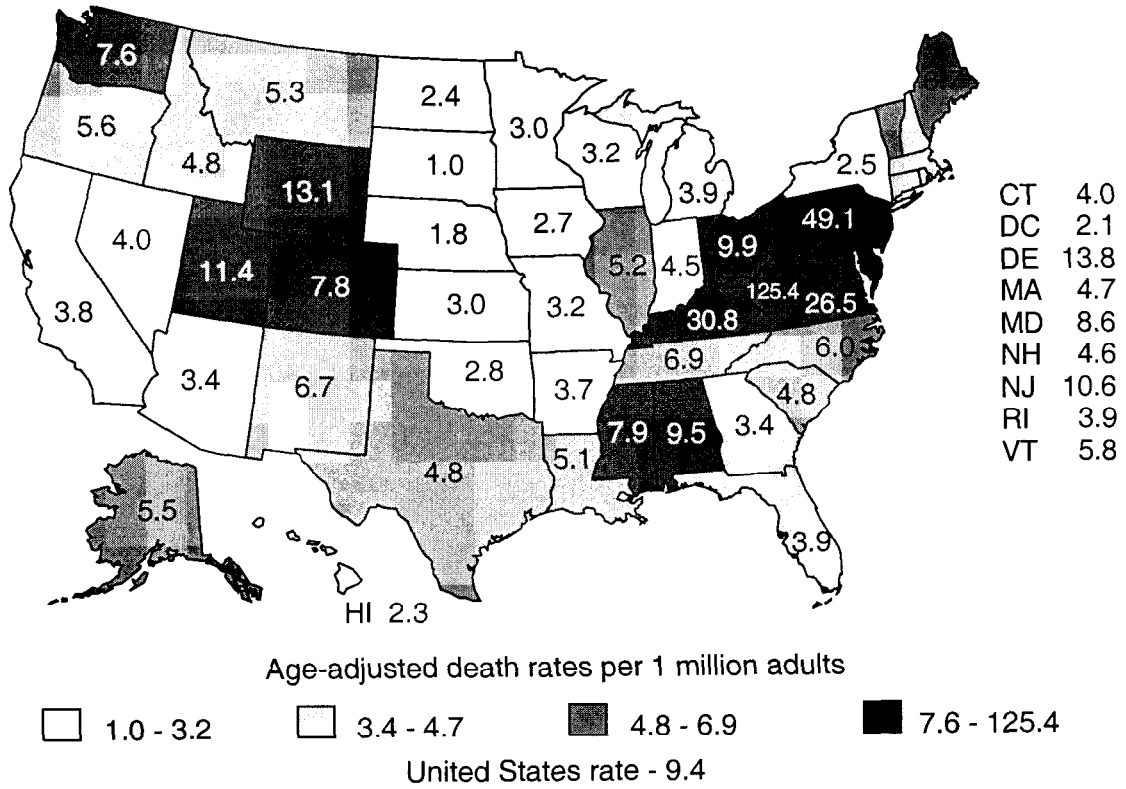 7.6
5.3
2.4
3.0
5.6
4.8
1.0
3.2
3.9
2.5
13.1
1.8
2.7
49.1
4.0
11.4
7.8
3.0
3.2
5.2
4.5
9.9
125.4
26.5
3.8
30.8
3.4
6.7
2.8
3.7
6.9
6.0
4.8
7.9
9.5
3.4
4.8
5.1
5.5
3.9
HI 2.3
CT 4.0
DC 2.1
DE 13.8
MA 4.7
MD 8.6
NH 4.6
NJ 10.6
RI 3.9
VT 5.8
Age-adjusted death rates per 1 million adults
1.0 - 3.2
3.4 - 4.7
4.8 - 6.9
7.6 - 125.4
United States rate - 9.4